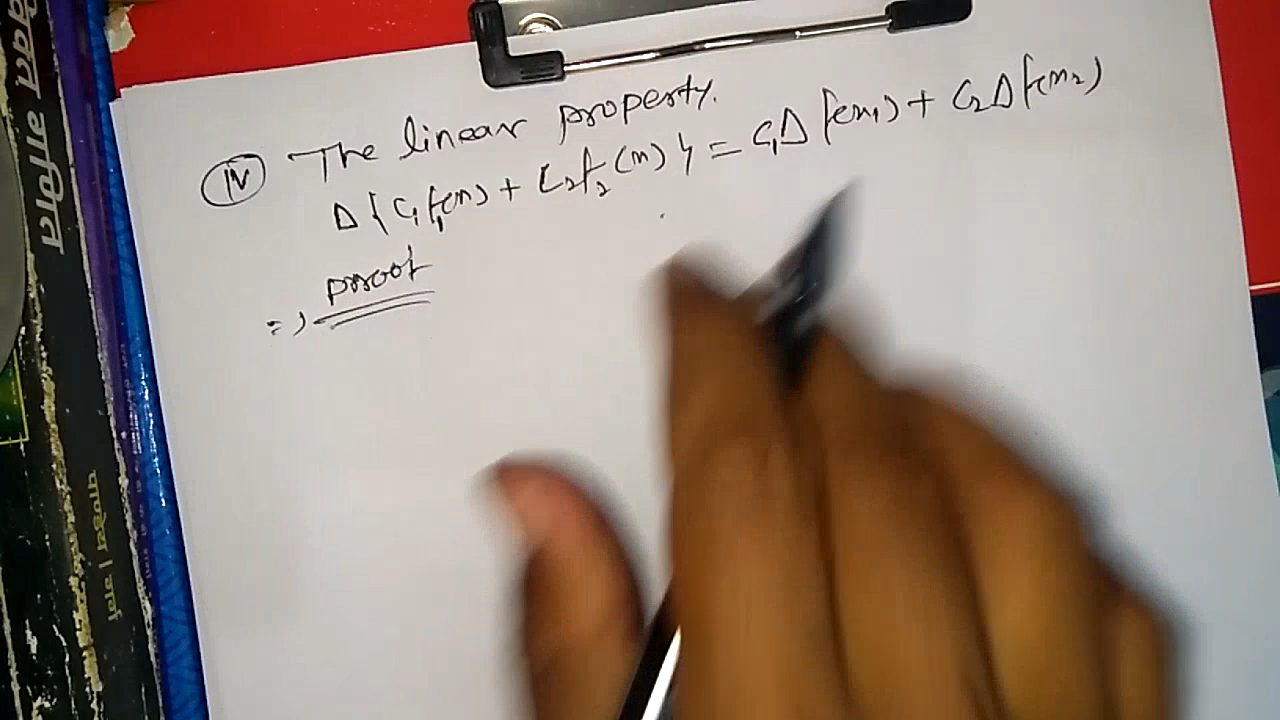 IV The linear property.
Δ{C₁f₁(x) + C₂f₂(x)} = C₁Δf(x₁) + C₂Δf(x₂)
=> Proof